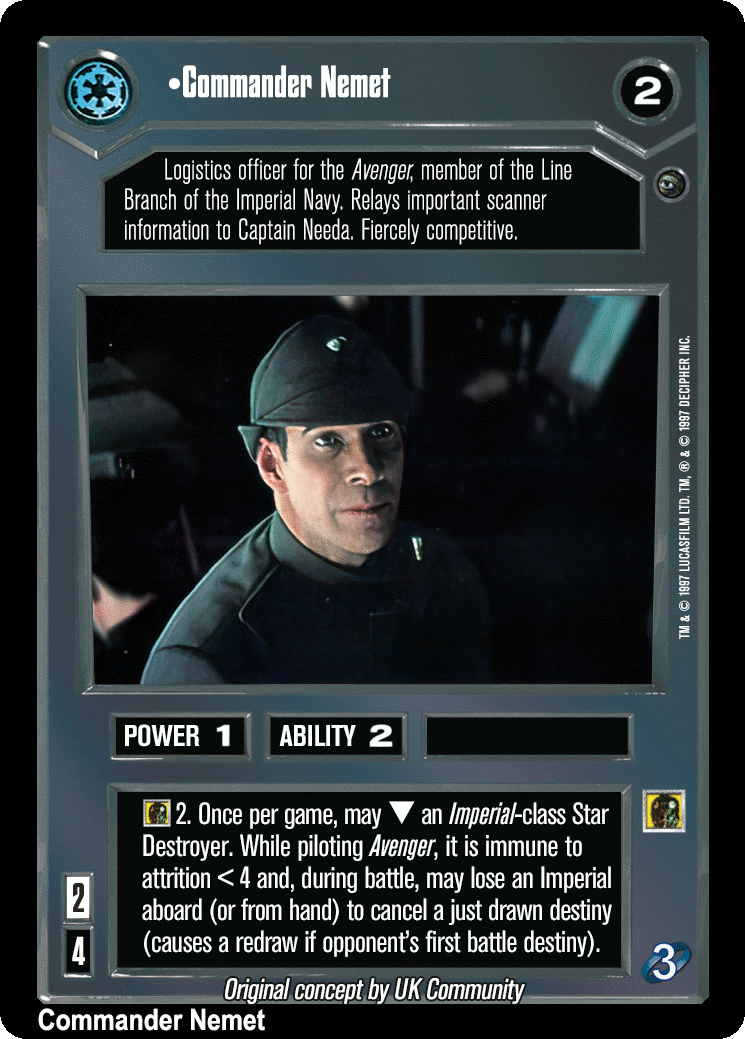 •Commander Nemet
2
Logistics officer for the Avenger, member of the Line
Branch of the Imperial Navy. Relays important scanner
information to Captain Needa. Fiercely competitive.
TM & © 1997 LUCASFILM LTD. TM, ® & © 1997 DECIPHER INC.
POWER 1
ABILITY 2
2. Once per game, may ▼ an Imperial-class Star
Destroyer. While piloting Avenger, it is immune to
attrition < 4 and, during battle, may lose an Imperial
aboard (or from hand) to cancel a just drawn destiny
(causes a redraw if opponent's first battle destiny).
2
4
3
Original concept by UK Community
Commander Nemet